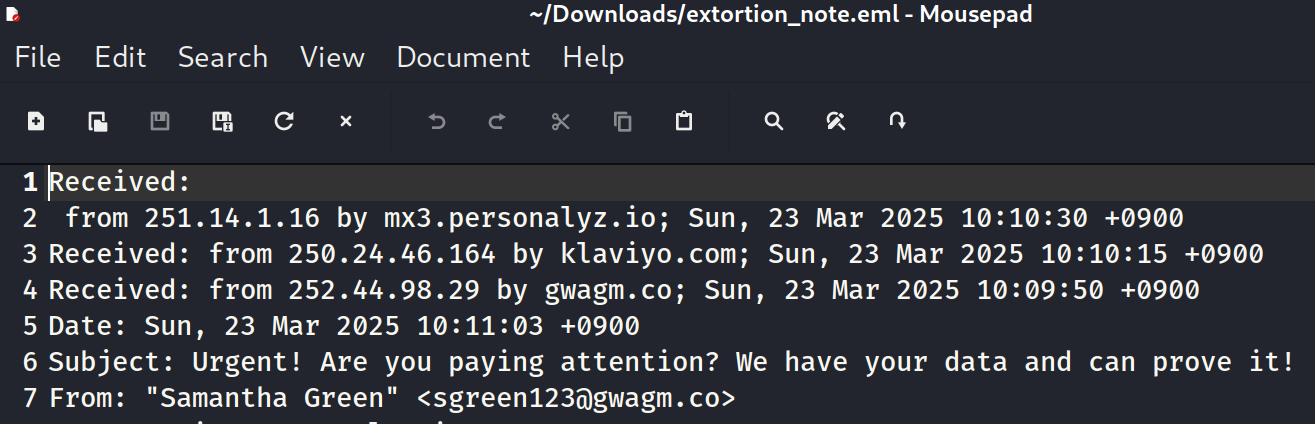 ~/Downloads/extortion_note.eml - Mousepad
File Edit Search View Document Help
1 Received:
2  from 251.14.1.16 by mx3.personalyz.io; Sun, 23 Mar 2025 10:10:30 +0900
3 Received: from 250.24.46.164 by klaviyo.com; Sun, 23 Mar 2025 10:10:15 +0900
4 Received: from 252.44.98.29 by gwagm.co; Sun, 23 Mar 2025 10:09:50 +0900
5 Date: Sun, 23 Mar 2025 10:11:03 +0900
6 Subject: Urgent! Are you paying attention? We have your data and can prove it!
7 From: "Samantha Green" <sgreen123@gwagm.co>